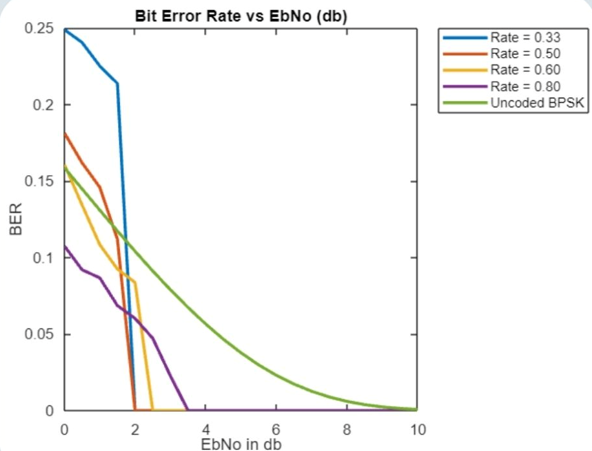 Bit Error Rate vs EbNo (db)
0.25
0.2
0.15
0.1
0.05
0
BER
0 2 4 6 8 10
EbNo in db
Rate = 0.33
Rate = 0.50
Rate = 0.60
Rate = 0.80
Uncoded BPSK